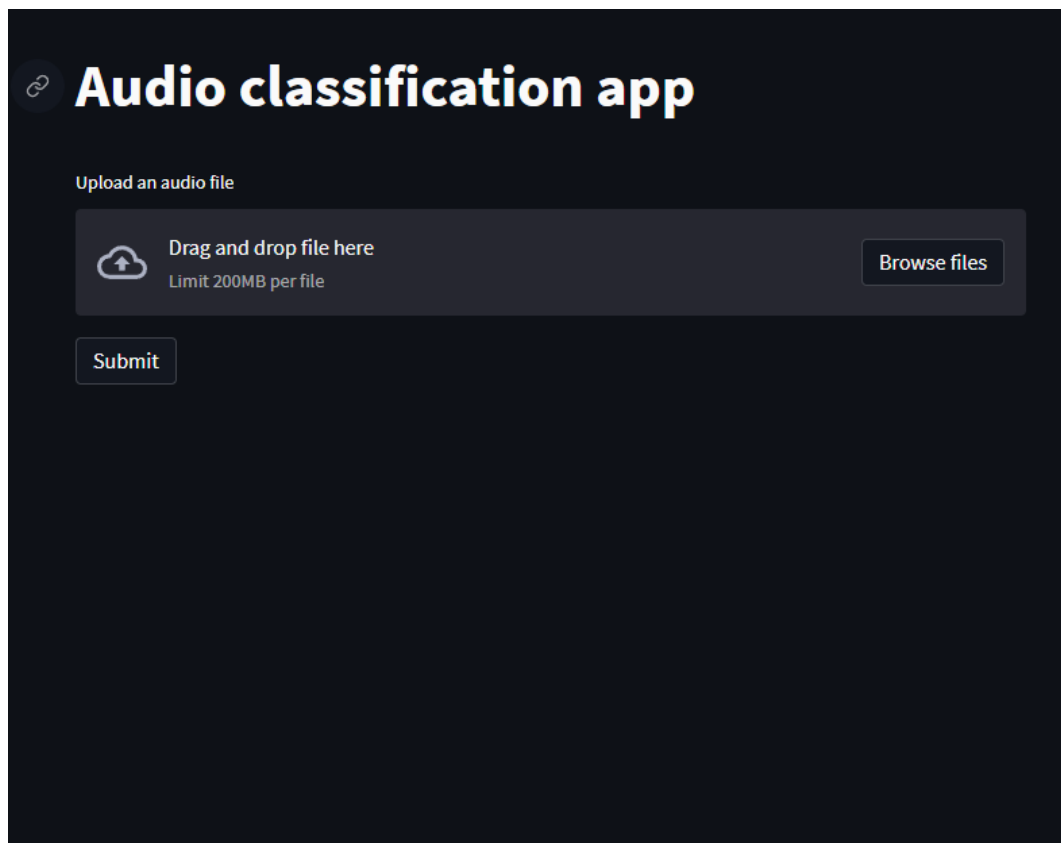 Audio classification app
Upload an audio file
Drag and drop file here
Limit 200MB per file
Browse files
Submit